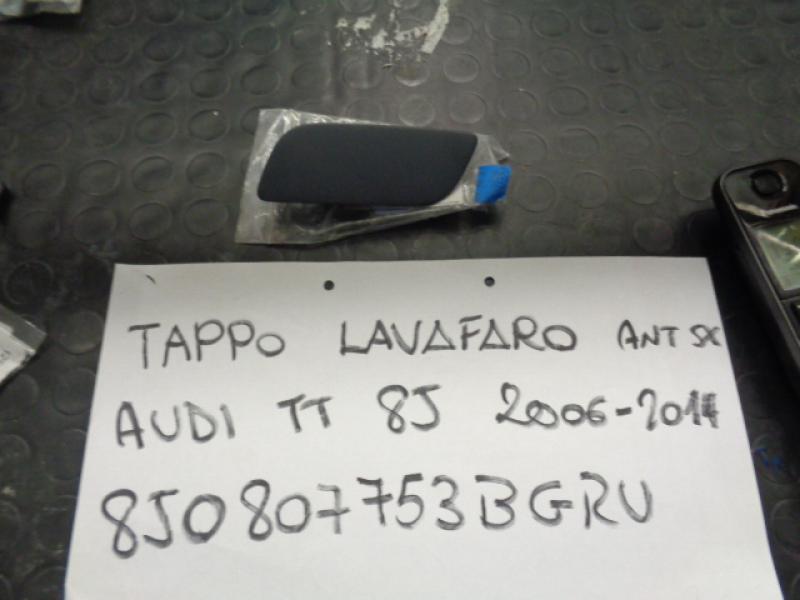 TAPPO LAVAFARO ANT SX
AUDI TT 8J 2006-2014
8J0807753BGRU